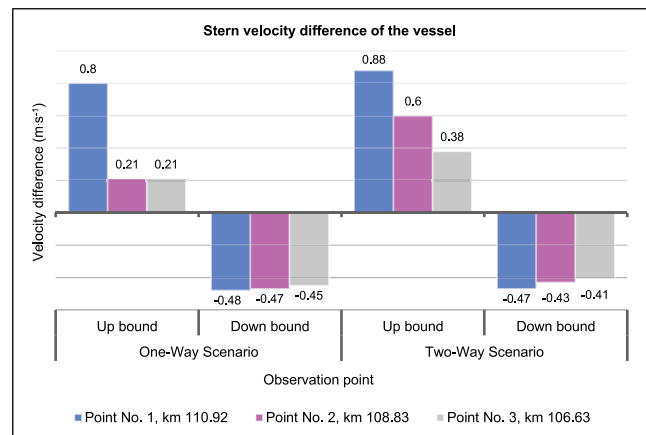 Stern velocity difference of the vessel
Velocity difference (m·s⁻¹)
0.8
0.21
0.21
-0.48
-0.47
-0.45
0.88
0.6
0.38
-0.47
-0.43
-0.41
Up bound
Down bound
Up bound
Down bound
One-Way Scenario
Two-Way Scenario
Observation point
Point No. 1, km 110.92
Point No. 2, km 108.83
Point No. 3, km 106.63